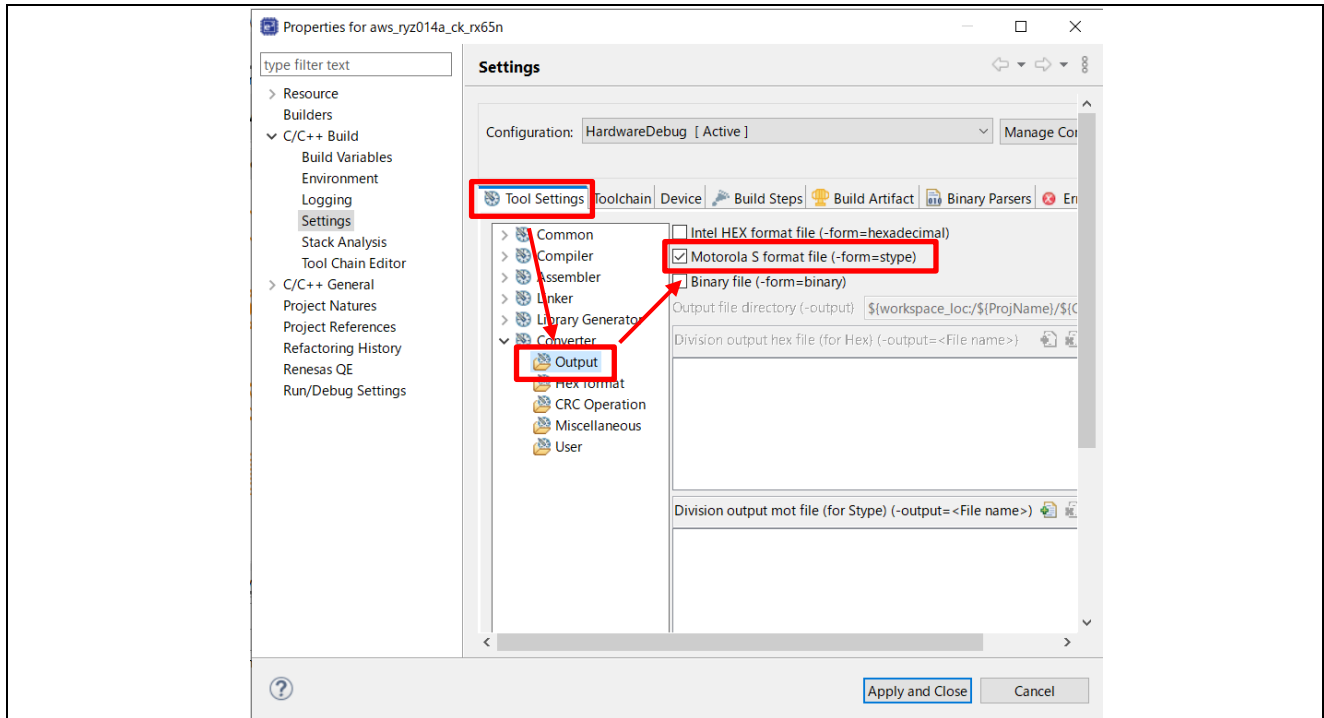 Properties for aws_ryz014a_ck_rx65n
type filter text
Settings
Resource
Builders
C/C++ Build
Build Variables
Environment
Logging
Settings
Stack Analysis
Tool Chain Editor
C/C++ General
Project Natures
Project References
Refactoring History
Renesas QE
Run/Debug Settings
Configuration: HardwareDebug [ Active ] Manage Cor
Tool Settings Toolchain Device Build Steps Build Artifact Binary Parsers Er
Common
Compiler
Assembler
Linker
Library Generator
Converter
Output
Hex format
CRC Operation
Miscellaneous
User
Intel HEX format file (-form=hexadecimal)
Motorola S format file (-form=stype)
Binary file (-form=binary)
Output file directory (-output) ${workspace_loc:/${ProjName}/${C
Division output hex file (for Hex) (-output=<File name>)
Division output mot file (for Stype) (-output=<File name>)
Apply and Close Cancel